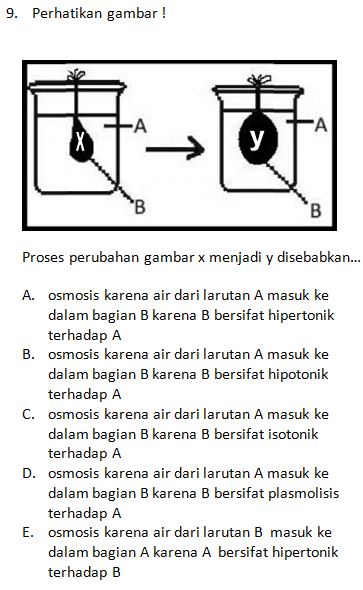 9. Perhatikan gambar !
X
A
B
y
A
B
Proses perubahan gambar x menjadi y disebabkan...
A. osmosis karena air dari larutan A masuk ke
dalam bagian B karena B bersifat hipertonik
terhadap A
B. osmosis karena air dari larutan A masuk ke
dalam bagian B karena B bersifat hipotonik
terhadap A
C. osmosis karena air dari larutan A masuk ke
dalam bagian B karena B bersifat isotonik
terhadap A
D. osmosis karena air dari larutan A masuk ke
dalam bagian B karena B bersifat plasmolisis
terhadap A
E. osmosis karena air dari larutan B masuk ke
dalam bagian A karena A bersifat hipertonik
terhadap B